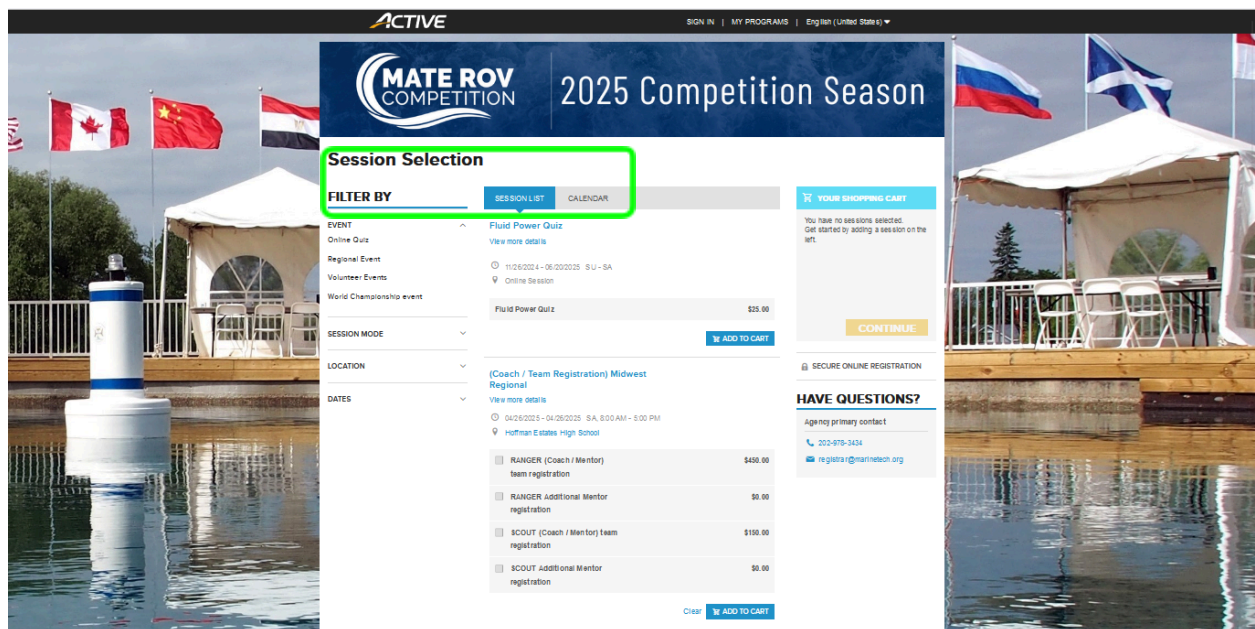 ACTIVE
SIGN IN | MY PROGRAMS | English (United States)
MATE ROV
COMPETITION
2025 Competition Season
Session Selection
FILTER BY
EVENT
Online Quiz
Regional Event
Volunteer Events
World Championship event
SESSION MODE
LOCATION
DATES
SESSION LIST
CALENDAR
Fluid Power Quiz
View more details
11/26/2024 - 06/20/2025 SU - SA
Online Session
Fluid Power Quiz $25.00
ADD TO CART
(Coach / Team Registration) Midwest
Regional
View more details
04/26/2025 - 04/26/2025 SA, 8:00 AM - 5:00 PM
Hoffman Estates High School
RANGER (Coach / Mentor) $450.00
team registration
RANGER Additional Mentor $0.00
registration
SCOUT (Coach / Mentor) team $150.00
registration
SCOUT Additional Mentor $0.00
registration
Clear ADD TO CART
YOUR SHOPPING CART
You have no sessions selected.
Get started by adding a session on the
left.
CONTINUE
SECURE ONLINE REGISTRATION
HAVE QUESTIONS?
Agency primary contact
202-978-3434
registrar@marinetech.org